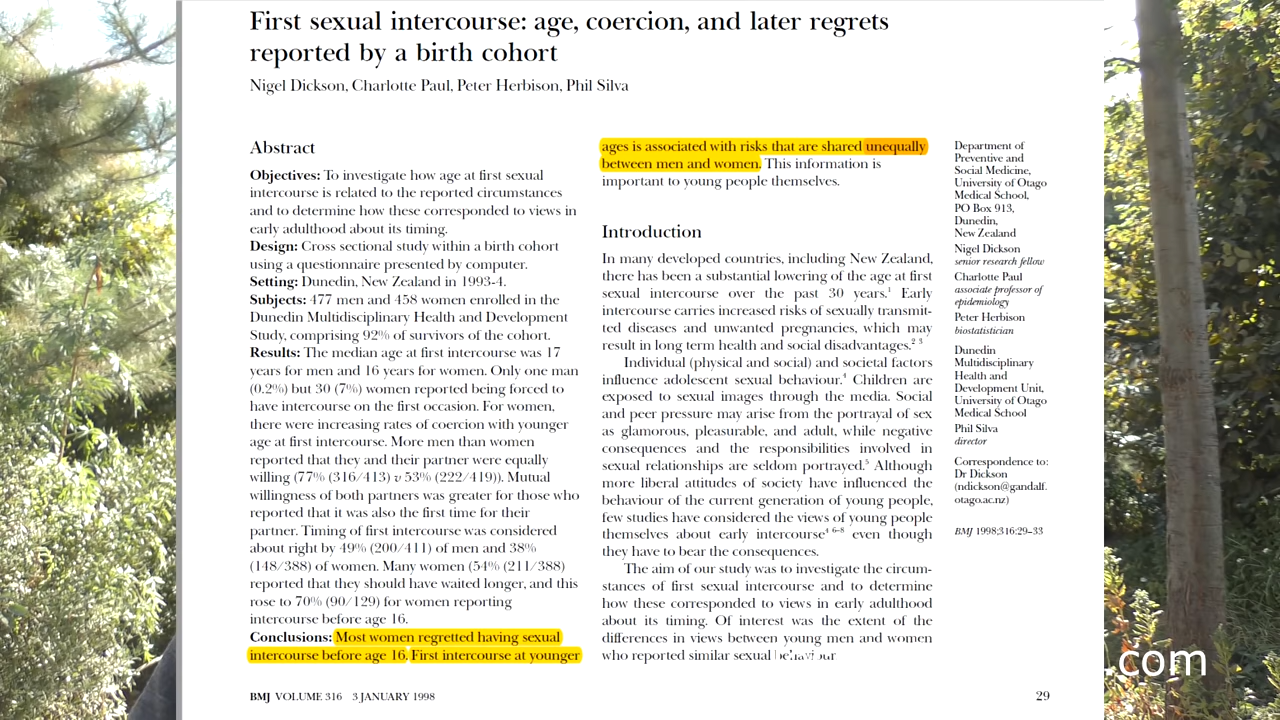 First sexual intercourse: age, coercion, and later regrets
reported by a birth cohort
Nigel Dickson, Charlotte Paul, Peter Herbison, Phil Silva
Abstract
Objectives: To investigate how age at first sexual
intercourse is related to the reported circumstances
and to determine how these corresponded to views in
early adulthood about its timing.
Design: Cross sectional study within a birth cohort
using a questionnaire presented by computer.
Setting: Dunedin, New Zealand in 1993-4.
Subjects: 477 men and 458 women enrolled in the
Dunedin Multidisciplinary Health and Development
Study, comprising 92% of survivors of the cohort.
Results: The median age at first intercourse was 17
years for men and 16 years for women. Only one man
(0.2%) but 30 (7%) women reported being forced to
have intercourse on the first occasion. For women,
there were increasing rates of coercion with younger
age at first intercourse. More men than women
reported that they and their partner were equally
willing (77% (316/413) v 53% (222/419)). Mutual
willingness of both partners was greater for those who
reported that it was also the first time for their
partner. Timing of first intercourse was considered
about right by 49% (200/411) of men and 38%
(148/388) of women. Many women (54% (211/388)
reported that they should have waited longer, and this
rose to 70% (90/129) for women reporting
intercourse before age 16.
Conclusions: Most women regretted having sexual
intercourse before age 16. First intercourse at younger
ages is associated with risks that are shared unequally
between men and women. This information is
important to young people themselves.
Introduction
In many developed countries, including New Zealand,
there has been a substantial lowering of the age at first
sexual intercourse over the past 30 years.¹ Early
intercourse carries increased risks of sexually transmit-
ted diseases and unwanted pregnancies, which may
result in long term health and social disadvantages.² ³
Individual (physical and social) and societal factors
influence adolescent sexual behaviour.⁴ Children are
exposed to sexual images through the media. Social
and peer pressure may arise from the portrayal of sex
as glamorous, pleasurable, and adult, while negative
consequences and the responsibilities involved in
sexual relationships are seldom portrayed.⁵ Although
more liberal attitudes of society have influenced the
behaviour of the current generation of young people,
few studies have considered the views of young people
themselves about early intercourse⁴ ⁶⁻⁸ even though
they have to bear the consequences.
The aim of our study was to investigate the circum-
stances of first sexual intercourse and to determine
how these corresponded to views in early adulthood
about its timing. Of interest was the extent of the
differences in views between young men and women
who reported similar sexual behaviour
Department of
Preventive and
Social Medicine,
University of Otago
Medical School,
PO Box 913,
Dunedin,
New Zealand
Nigel Dickson
senior research fellow
Charlotte Paul
associate professor of
epidemiology
Peter Herbison
biostatistician
Dunedin
Multidisciplinary
Health and
Development Unit,
University of Otago
Medical School
Phil Silva
director
Correspondence to:
Dr Dickson
(ndickson@gandalf.
otago.ac.nz)
BMJ 1998;316:29–33
BMJ VOLUME 316 3 JANUARY 1998
29
com